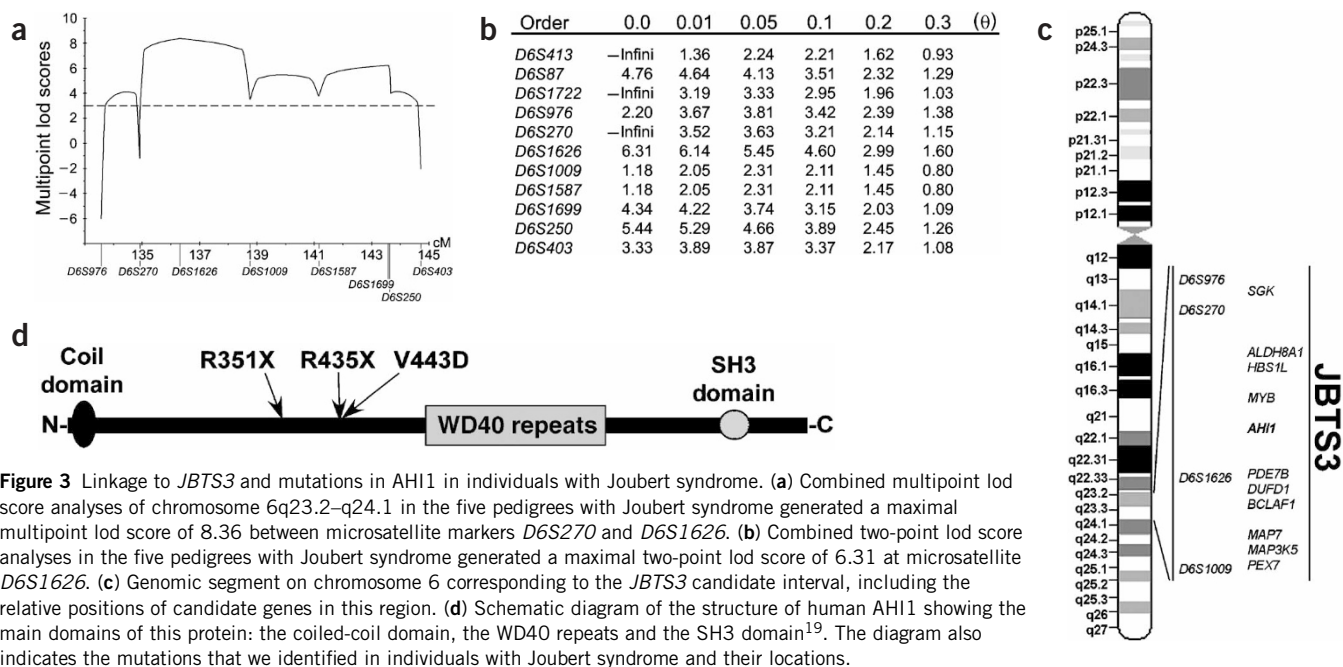 a
10
8
6
4
2
0
−2
−4
−6
Multipoint lod scores
135 137 139 141 143 145
cM
D6S976 D6S270 D6S1626 D6S1009 D6S1587 D6S403
D6S1699
D6S250
b
Order 0.0 0.01 0.05 0.1 0.2 0.3 (θ)
D6S413 −Infini 1.36 2.24 2.21 1.62 0.93
D6S87 4.76 4.64 4.13 3.51 2.32 1.29
D6S1722 −Infini 3.19 3.33 2.95 1.96 1.03
D6S976 2.20 3.67 3.81 3.42 2.39 1.38
D6S270 −Infini 3.52 3.63 3.21 2.14 1.15
D6S1626 6.31 6.14 5.45 4.60 2.99 1.60
D6S1009 1.18 2.05 2.31 2.11 1.45 0.80
D6S1587 1.18 2.05 2.31 2.11 1.45 0.80
D6S1699 4.34 4.22 3.74 3.15 2.03 1.09
D6S250 5.44 5.29 4.66 3.89 2.45 1.26
D6S403 3.33 3.89 3.87 3.37 2.17 1.08
c
p25.1
p24.3
p22.3
p22.1
p21.31
p21.2
p21.1
p12.3
p12.1
q12
q13
q14.1
q14.3
q15
q16.1
q16.3
q21
q22.1
q22.31
q22.33
q23.2
q23.3
q24.1
q24.2
q24.3
q25.1
q25.2
q25.3
q26
q27
D6S976
SGK
D6S270
ALDH8A1
HBS1L
MYB
AHI1
D6S1626
PDE7B
DUFD1
BCLAF1
MAP7
MAP3K5
D6S1009
PEX7
JBTS3
d
Coil
domain
R351X R435X V443D
SH3
domain
N- WD40 repeats -C
Figure 3 Linkage to JBTS3 and mutations in AHI1 in individuals with Joubert syndrome. (a) Combined multipoint lod
score analyses of chromosome 6q23.2–q24.1 in the five pedigrees with Joubert syndrome generated a maximal
multipoint lod score of 8.36 between microsatellite markers D6S270 and D6S1626. (b) Combined two-point lod score
analyses in the five pedigrees with Joubert syndrome generated a maximal two-point lod score of 6.31 at microsatellite
D6S1626. (c) Genomic segment on chromosome 6 corresponding to the JBTS3 candidate interval, including the
relative positions of candidate genes in this region. (d) Schematic diagram of the structure of human AHI1 showing the
main domains of this protein: the coiled-coil domain, the WD40 repeats and the SH3 domain19. The diagram also
indicates the mutations that we identified in individuals with Joubert syndrome and their locations.